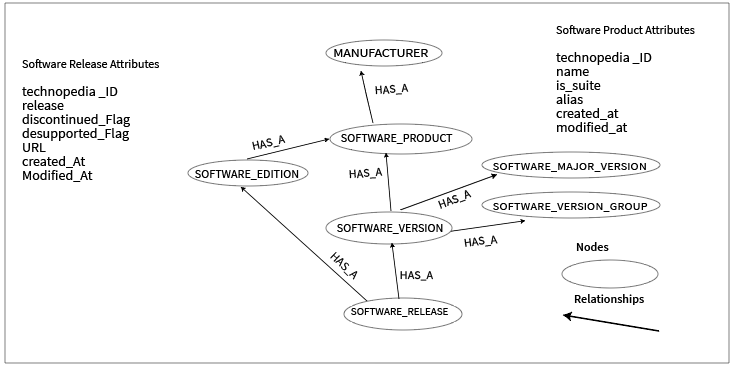 Software Release Attributes
technopedia _ID
release
discontinued_Flag
desupported_Flag
URL
created_At
Modified_At
MANUFACTURER
HAS_A
SOFTWARE_PRODUCT
HAS_A
SOFTWARE_EDITION
HAS_A
SOFTWARE_MAJOR_VERSION
HAS_A
SOFTWARE_VERSION_GROUP
SOFTWARE_VERSION
HAS_A
HAS_A
HAS_A
SOFTWARE_RELEASE
Software Product Attributes
technopedia _ID
name
is_suite
alias
created_at
modified_at
Nodes
Relationships